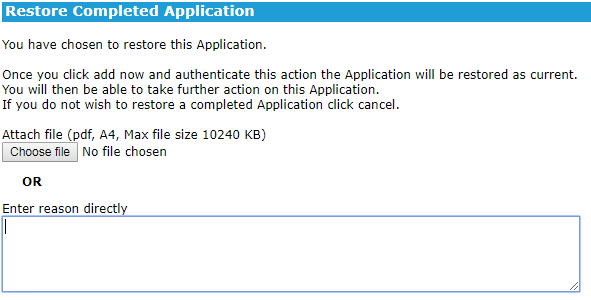 Restore Completed Application
You have chosen to restore this Application.
Once you click add now and authenticate this action the Application will be restored as current.
You will then be able to take further action on this Application.
If you do not wish to restore a completed Application click cancel.
Attach file (pdf, A4, Max file size 10240 KB)
Choose file No file chosen
OR
Enter reason directly